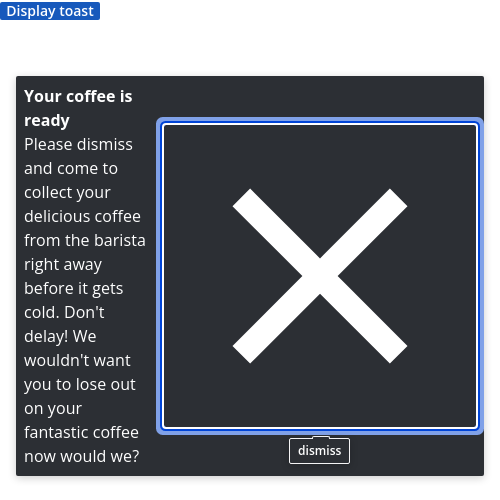 Display toast
Your coffee is
ready
Please dismiss
and come to
collect your
delicious coffee
from the barista
right away
before it gets
cold. Don't
delay! We
wouldn't want
you to lose out
on your
fantastic coffee
now would we?
dismiss